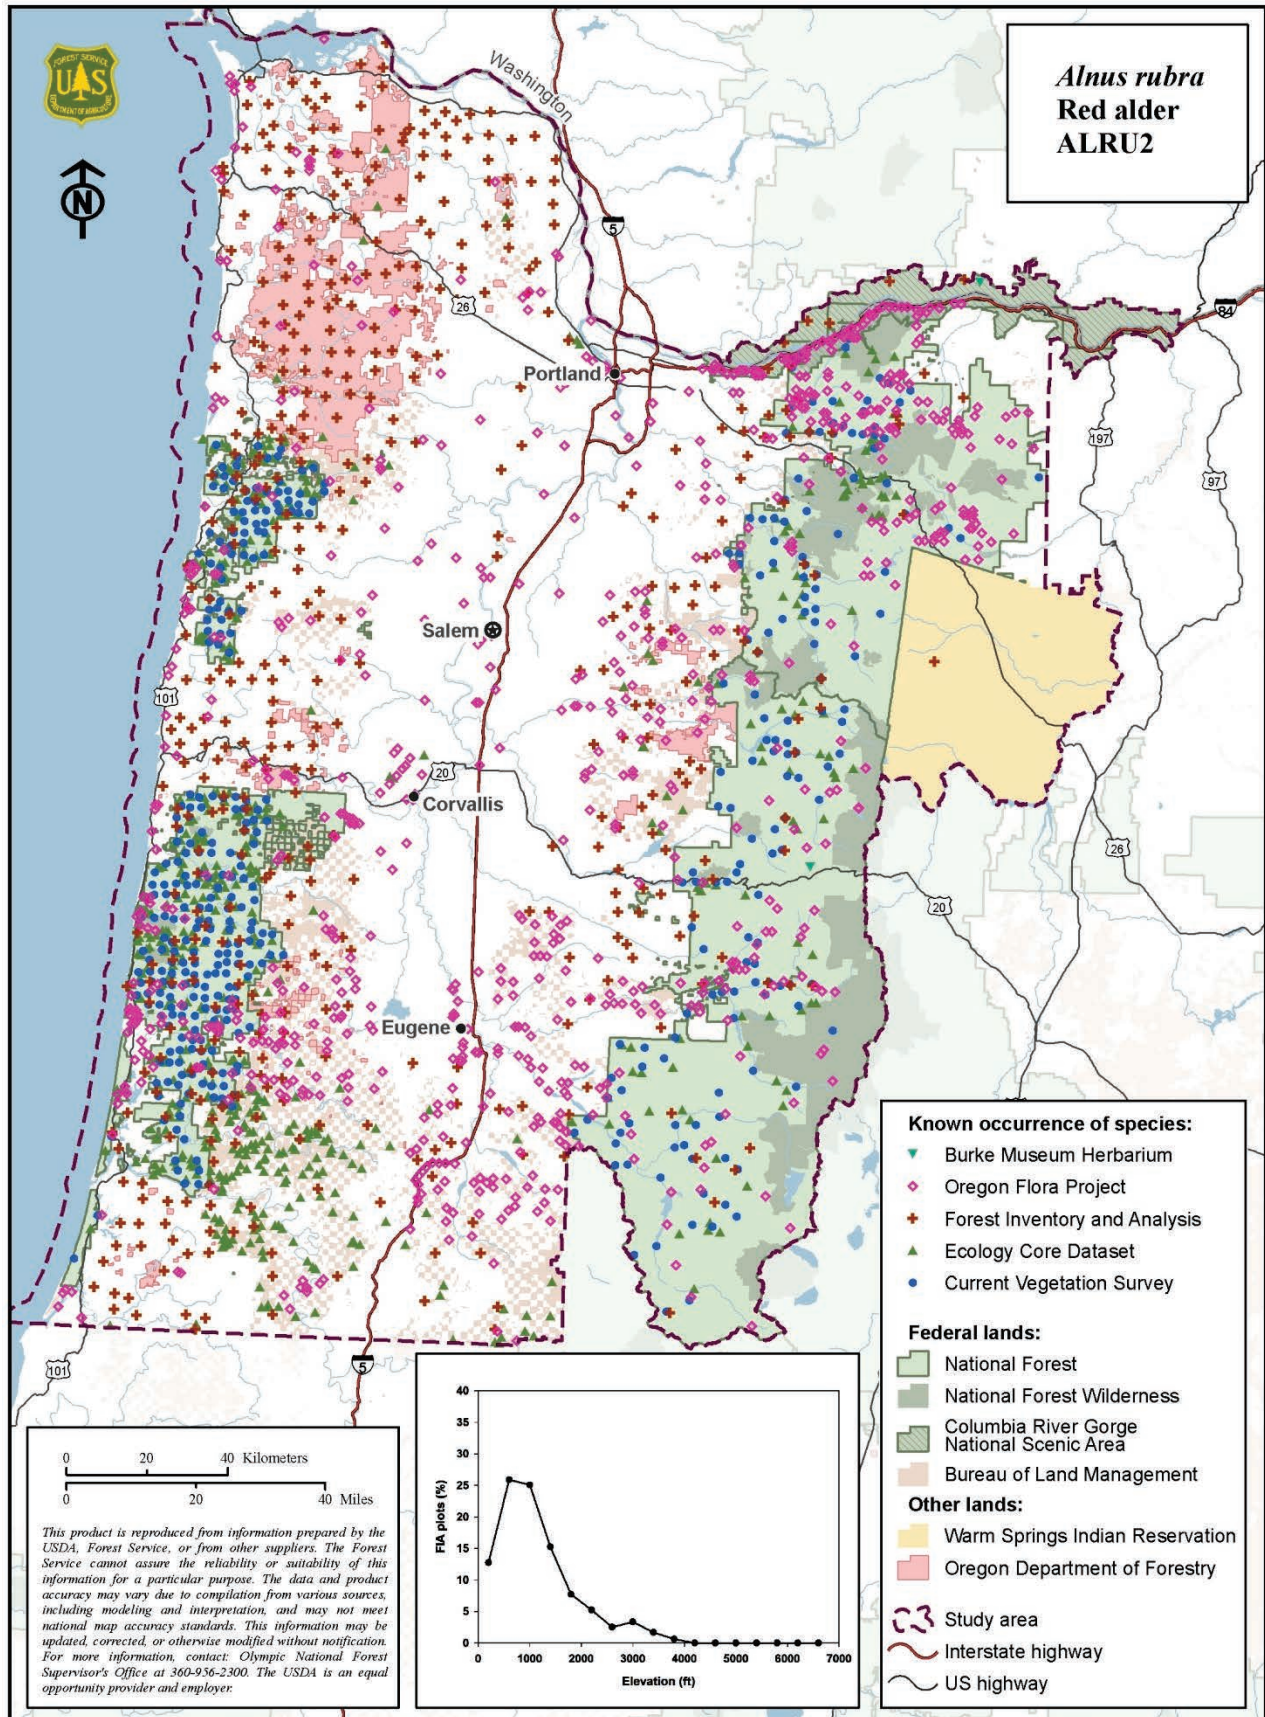 FOREST SERVICE
US
DEPARTMENT OF AGRICULTURE
N
Washington
Alnus rubra
Red alder
ALRU2
5
84
26
Portland
197
97
Salem
101
20
Corvallis
26
20
Eugene
101
5
Known occurrence of species:
Burke Museum Herbarium
Oregon Flora Project
Forest Inventory and Analysis
Ecology Core Dataset
Current Vegetation Survey
Federal lands:
National Forest
National Forest Wilderness
Columbia River Gorge
National Scenic Area
Bureau of Land Management
Other lands:
Warm Springs Indian Reservation
Oregon Department of Forestry
Study area
Interstate highway
US highway
0 20 40 Kilometers
0 20 40 Miles
This product is reproduced from information prepared by the
USDA, Forest Service, or from other suppliers. The Forest
Service cannot assure the reliability or suitability of this
information for a particular purpose. The data and product
accuracy may vary due to compilation from various sources,
including modeling and interpretation, and may not meet
national map accuracy standards. This information may be
updated, corrected, or otherwise modified without notification.
For more information, contact: Olympic National Forest
Supervisor's Office at 360-956-2300. The USDA is an equal
opportunity provider and employer.
40
35
30
25
20
15
10
5
0
FIA plots (%)
0 1000 2000 3000 4000 5000 6000 7000
Elevation (ft)